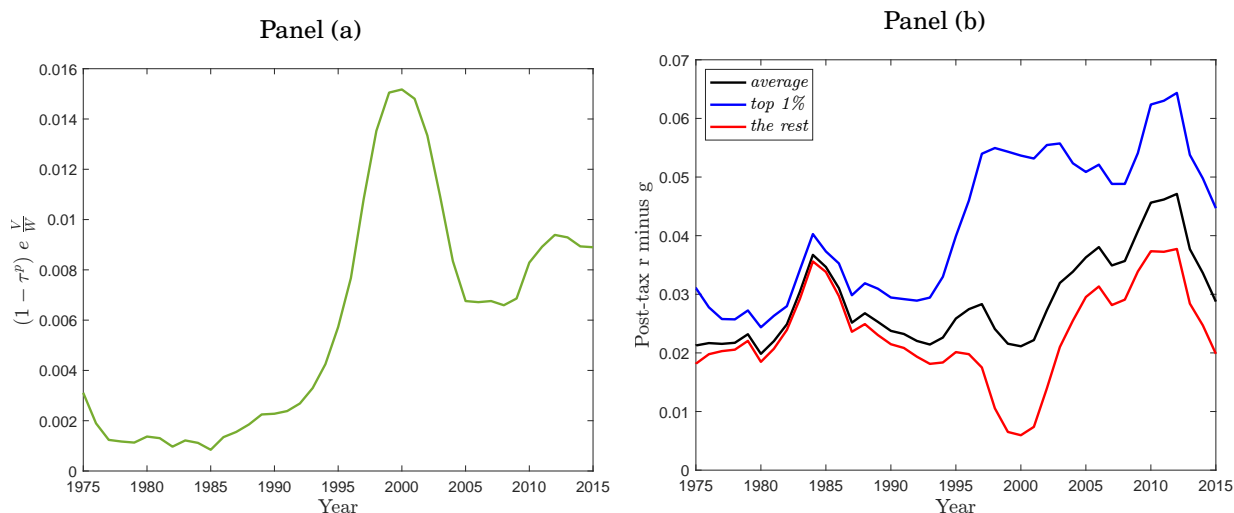 Panel (a)
0.016
0.014
0.012
0.01
0.008
0.006
0.004
0.002
0
(1 − τ^p) e V/W
1975 1980 1985 1990 1995 2000 2005 2010 2015
Year
Panel (b)
0.07
0.06
0.05
0.04
0.03
0.02
0.01
0
Post-tax r minus g
average
top 1%
the rest
1975 1980 1985 1990 1995 2000 2005 2010 2015
Year